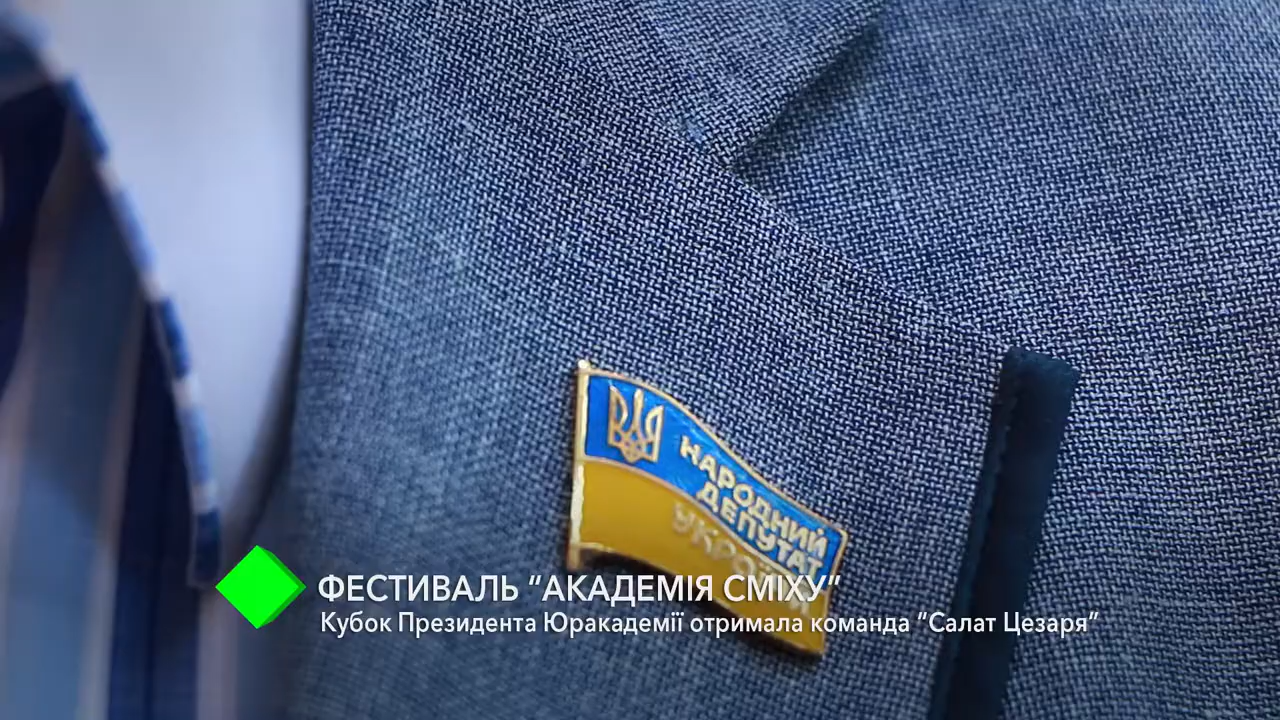 НАРОДНИЙ
ДЕПУТАТ
УКРАЇНИ
ФЕСТИВАЛЬ “АКАДЕМІЯ СМІХУ”
Кубок Президента Юракадемії отримала команда “Салат Цезаря”